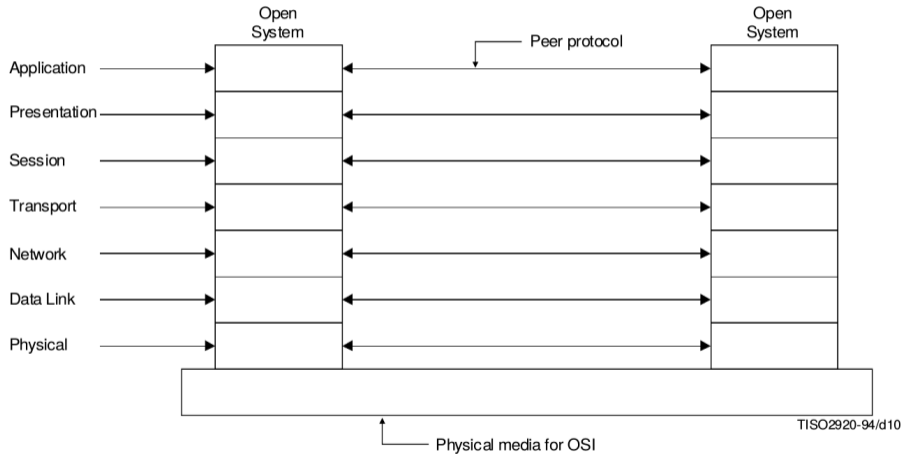 Open
System
Open
System
Peer protocol
Application
Presentation
Session
Transport
Network
Data Link
Physical
TISO2920-94/d10
Physical media for OSI